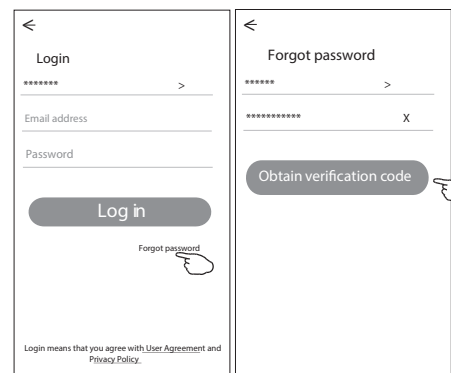 Login
******* >
Email address
Password
Log in
Forgot password
Login means that you agree with User Agreement and
Privacy Policy
Forgot password
****** >
*********** X
Obtain verification code